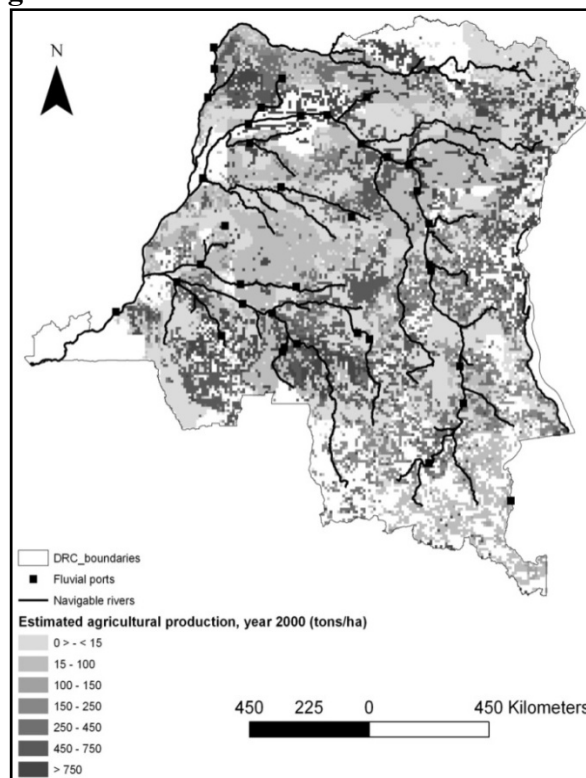 g
N
DRC_boundaries
Fluvial ports
Navigable rivers
Estimated agricultural production, year 2000 (tons/ha)
0 > - < 15
15 - 100
100 - 150
150 - 250
250 - 450
450 - 750
> 750
450 225 0 450 Kilometers